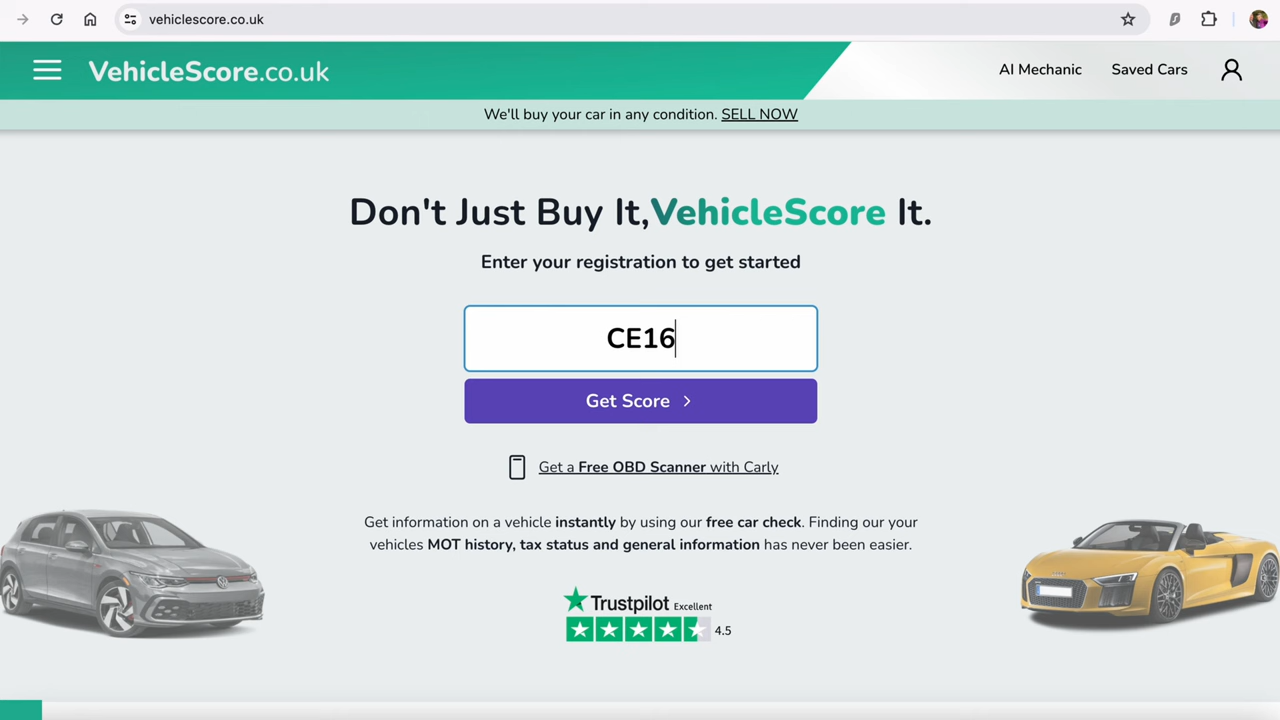 vehiclescore.co.uk
VehicleScore.co.uk
AI Mechanic
Saved Cars
We'll buy your car in any condition. SELL NOW
Don't Just Buy It,VehicleScore It.
Enter your registration to get started
CE16
Get Score
Get a Free OBD Scanner with Carly
Get information on a vehicle instantly by using our free car check. Finding our your
vehicles MOT history, tax status and general information has never been easier.
Trustpilot Excellent
4.5